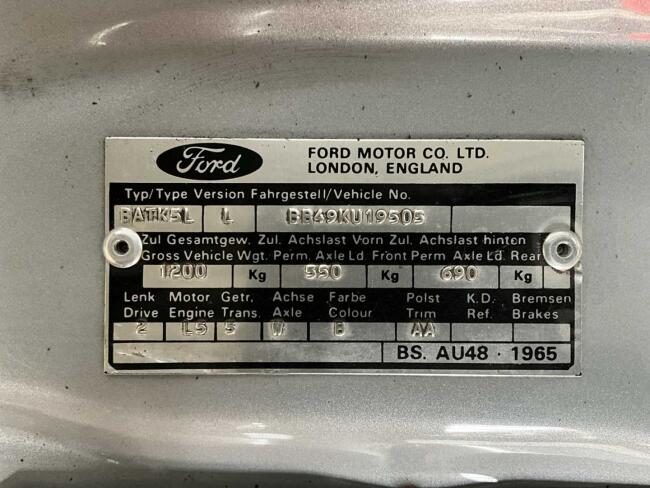 Ford
FORD MOTOR CO. LTD.
LONDON, ENGLAND
Typ/Type Version Fahrgestell/Vehicle No.
BATK5L L BB69KU19505
Zul Gesamtgew. Zul. Achslast Vorn Zul. Achslast hinten
Gross Vehicle Wgt. Perm. Axle Ld Front Perm Axle Ld. Rear
1200 Kg 550 Kg 690 Kg
Lenk Motor Getr. Achse Farbe Polst K.D. Bremsen
Drive Engine Trans. Axle Colour Trim Ref. Brakes
2 L5 5 W B AA
BS. AU48 · 1965